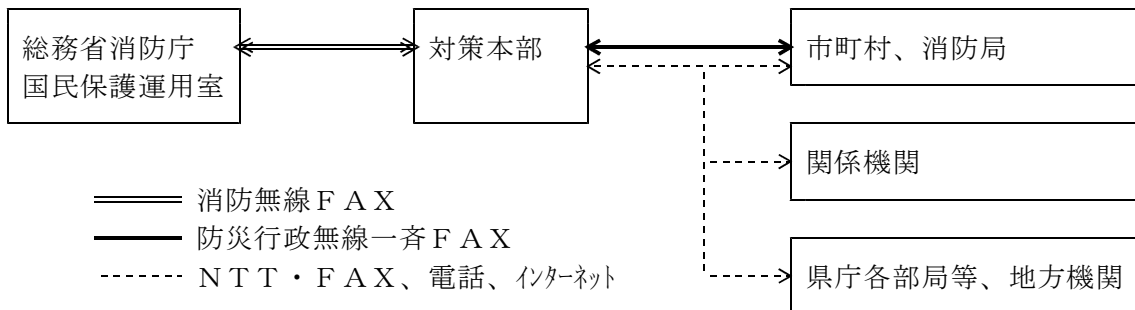 総務省消防庁
国民保護運用室
対策本部
市町村、消防局
関係機関
県庁各部局等、地方機関
消防無線ＦＡＸ
防災行政無線一斉ＦＡＸ
ＮＴＴ・ＦＡＸ、電話、ｲﾝﾀｰﾈｯﾄ